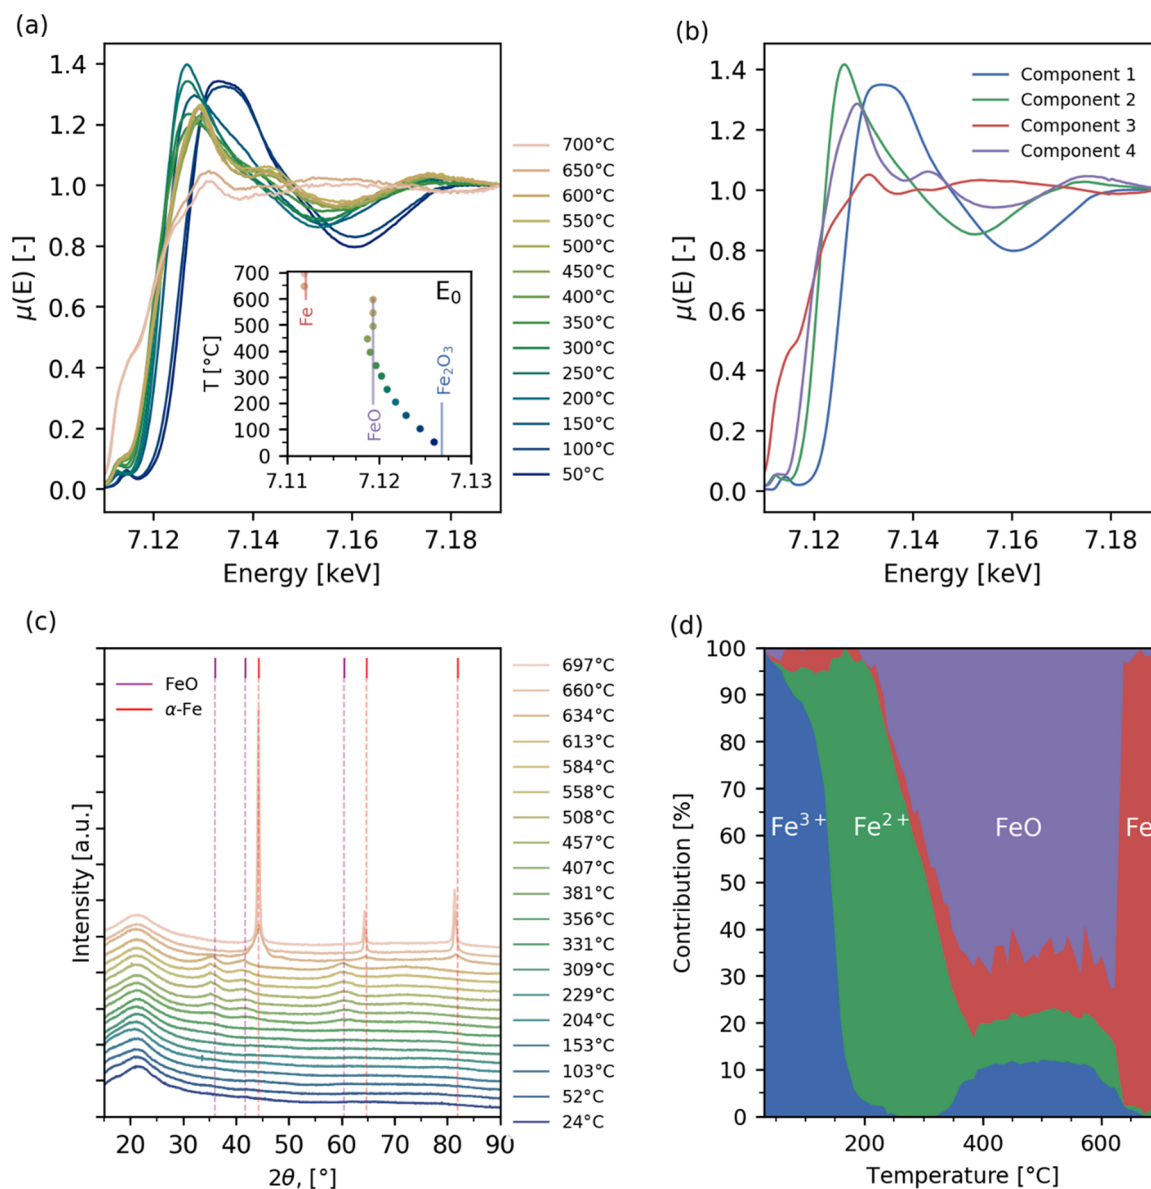 (a)
1.4
1.2
1.0
0.8
0.6
0.4
0.2
0.0
μ(E) [-]
7.12
7.14
7.16
7.18
Energy [keV]
E0
700
600
500
400
300
200
100
0
T [°C]
Fe
FeO
Fe2O3
7.11
7.12
7.13
700°C
650°C
600°C
550°C
500°C
450°C
400°C
350°C
300°C
250°C
200°C
150°C
100°C
50°C
(b)
1.4
1.2
1.0
0.8
0.6
0.4
0.2
0.0
μ(E) [-]
Component 1
Component 2
Component 3
Component 4
7.12
7.14
7.16
7.18
Energy [keV]
(c)
Intensity [a.u.]
FeO
α-Fe
20
30
40
50
60
70
80
90
2θ, [°]
697°C
660°C
634°C
613°C
584°C
558°C
508°C
457°C
407°C
381°C
356°C
331°C
309°C
229°C
204°C
153°C
103°C
52°C
24°C
(d)
100
90
80
70
60
50
40
30
20
10
0
Contribution [%]
Fe3+
Fe2+
FeO
Fe
200
400
600
Temperature [°C]